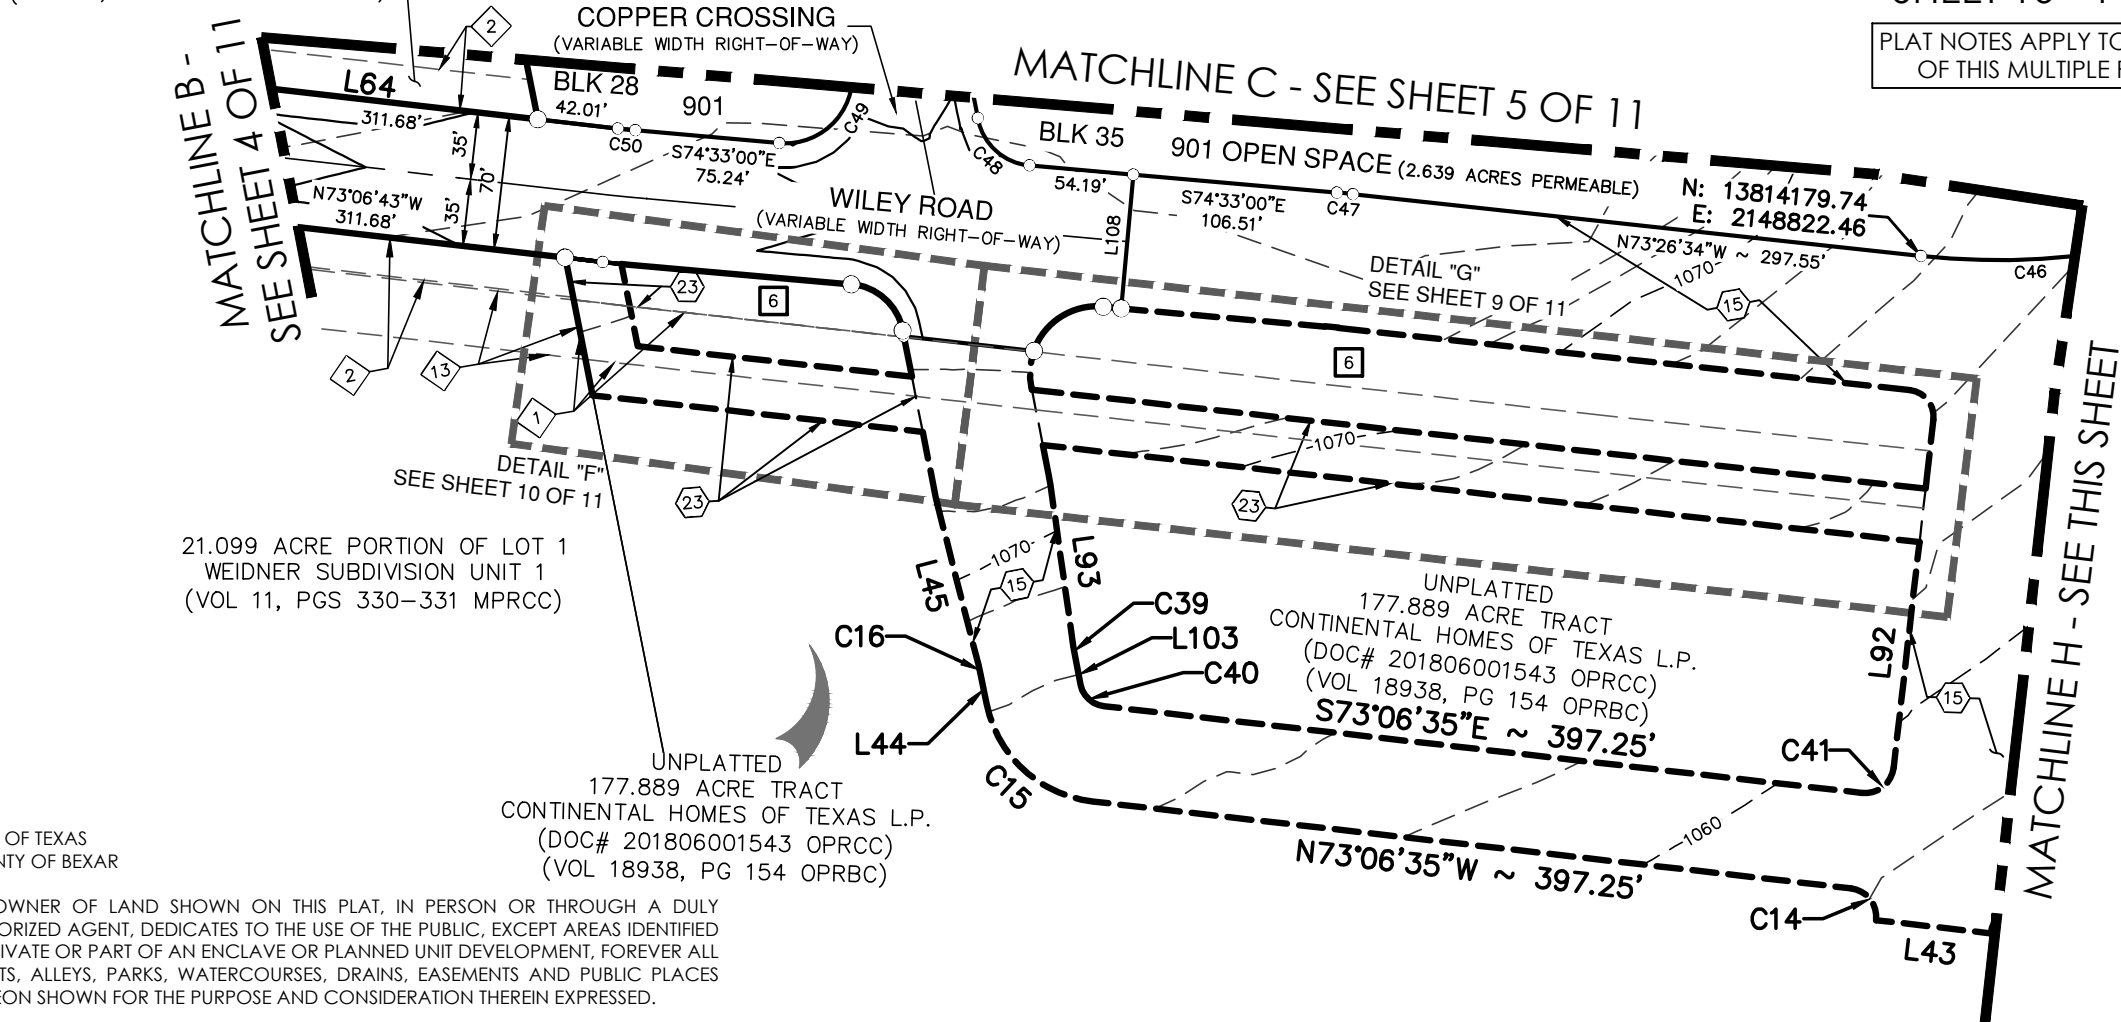 COPPER CROSSING
(VARIABLE WIDTH RIGHT-OF-WAY)
PLAT NOTES APPLY TO
OF THIS MULTIPLE
MATCHLINE B -
SEE SHEET 4 OF 11
MATCHLINE C - SEE SHEET 5 OF 11
2
L64
311.68'
BLK 28
42.01'
901
C50
S74°33'00"E
75.24'
C49
C48
BLK 35
54.19'
901 OPEN SPACE (2.639 ACRES PERMEABLE)
S74°33'00"E
106.51'
C47
N: 13814179.74
E: 2148822.46
N73°26'34"W ~ 297.55'
C46
35'
70'
35'
N73°06'43"W
311.68'
WILEY ROAD
(VARIABLE WIDTH RIGHT-OF-WAY)
L108
DETAIL "G"
SEE SHEET 9 OF 11
1070
15
23
6
6
2
13
1
1070
DETAIL "F"
SEE SHEET 10 OF 11
23
23
21.099 ACRE PORTION OF LOT 1
WEIDNER SUBDIVISION UNIT 1
(VOL 11, PGS 330-331 MPRCC)
L45
1070
15
L93
C16
C39
L103
C40
L44
C15
UNPLATTED
177.889 ACRE TRACT
CONTINENTAL HOMES OF TEXAS L.P.
(DOC# 201806001543 OPRCC)
(VOL 18938, PG 154 OPRBC)
S73°06'35"E ~ 397.25'
L92
15
C41
MATCHLINE H - SEE THIS SHEET
UNPLATTED
177.889 ACRE TRACT
CONTINENTAL HOMES OF TEXAS L.P.
(DOC# 201806001543 OPRCC)
(VOL 18938, PG 154 OPRBC)
1060
N73°06'35"W ~ 397.25'
C14
L43
OF TEXAS
NTY OF BEXAR
OWNER OF LAND SHOWN ON THIS PLAT, IN PERSON OR THROUGH A DULY
ORIZED AGENT, DEDICATES TO THE USE OF THE PUBLIC, EXCEPT AREAS IDENTIFIED
IVATE OR PART OF AN ENCLAVE OR PLANNED UNIT DEVELOPMENT, FOREVER ALL
TS, ALLEYS, PARKS, WATERCOURSES, DRAINS, EASEMENTS AND PUBLIC PLACES
EON SHOWN FOR THE PURPOSE AND CONSIDERATION THEREIN EXPRESSED.